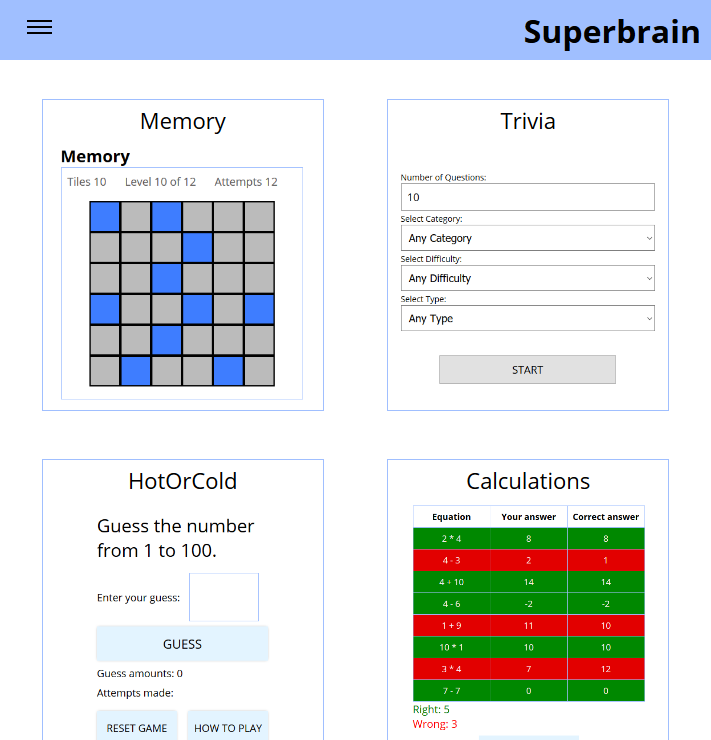 Superbrain
Memory
Memory
Tiles 10 Level 10 of 12 Attempts 12
Trivia
Number of Questions:
10
Select Category:
Any Category
Select Difficulty:
Any Difficulty
Select Type:
Any Type
START
HotOrCold
Guess the number
from 1 to 100.
Enter your guess:
GUESS
Guess amounts: 0
Attempts made:
RESET GAME HOW TO PLAY
Calculations
Equation Your answer Correct answer
2 * 4 8 8
4 - 3 2 1
4 + 10 14 14
4 - 6 -2 -2
1 + 9 11 10
10 * 1 10 10
3 * 4 7 12
7 - 7 0 0
Right: 5
Wrong: 3